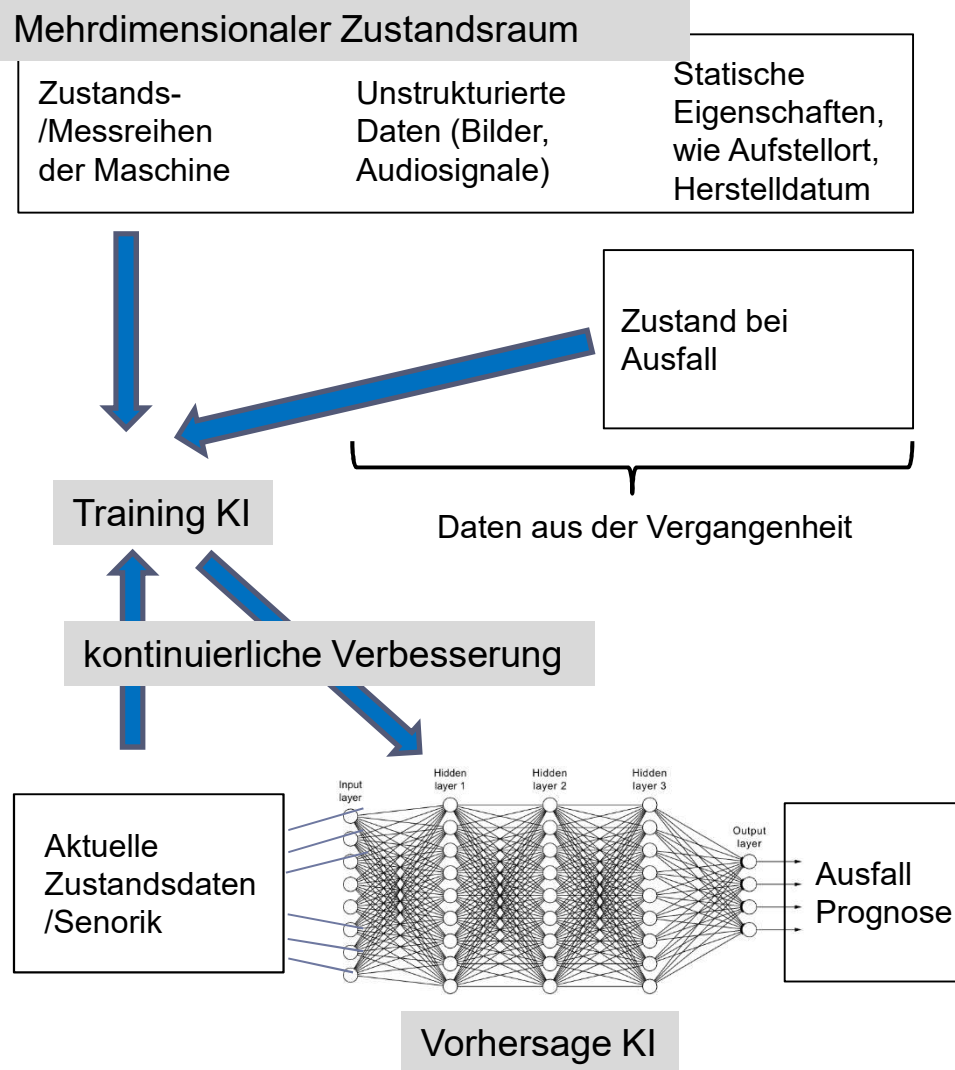 Mehrdimensionaler Zustandsraum
Zustands-
/Messreihen
der Maschine
Unstrukturierte
Daten (Bilder,
Audiosignale)
Statische
Eigenschaften,
wie Aufstellort,
Herstelldatum
Zustand bei
Ausfall
Training KI
Daten aus der Vergangenheit
kontinuierliche Verbesserung
Aktuelle
Zustandsdaten
/Senorik
Input
layer
Hidden
layer 1
Hidden
layer 2
Hidden
layer 3
Output
layer
Ausfall
Prognose
Vorhersage KI